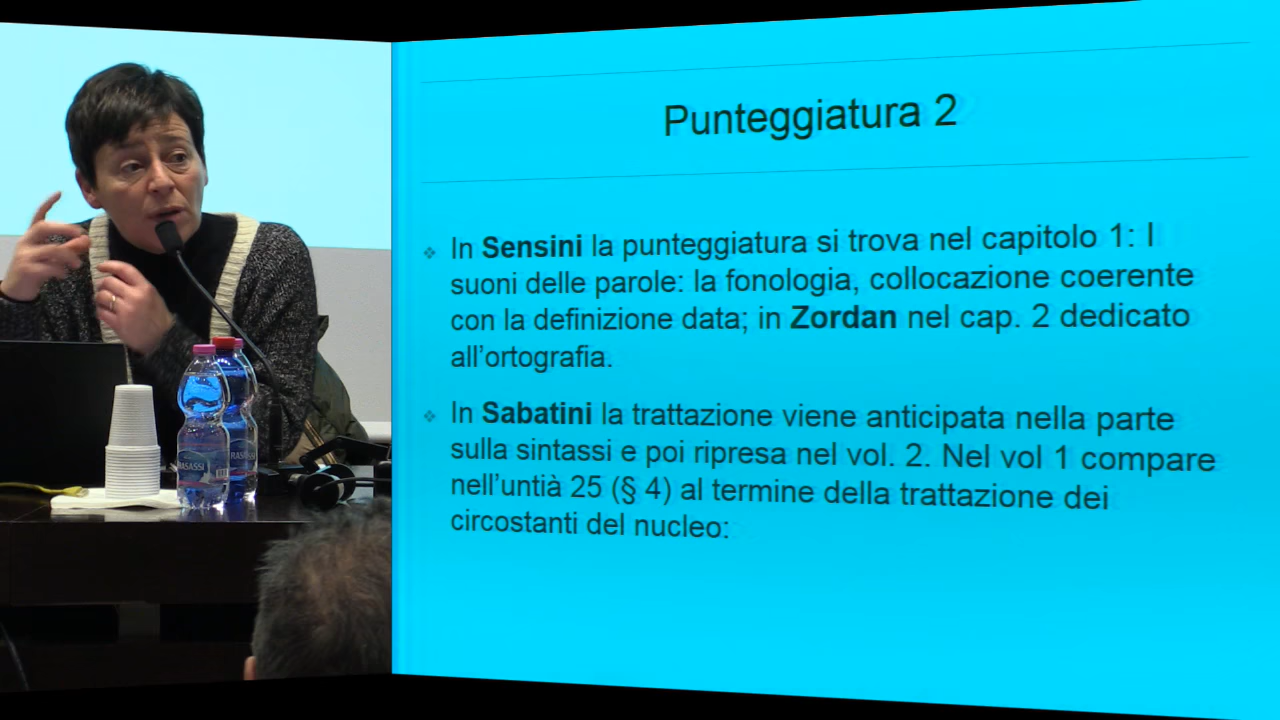 Punteggiatura 2
In Sensini la punteggiatura si trova nel capitolo 1: I
suoni delle parole: la fonologia, collocazione coerente
con la definizione data; in Zordan nel cap. 2 dedicato
all'ortografia.
In Sabatini la trattazione viene anticipata nella parte
sulla sintassi e poi ripresa nel vol. 2. Nel vol 1 compare
nell'untià 25 (§ 4) al termine della trattazione dei
circostanti del nucleo: